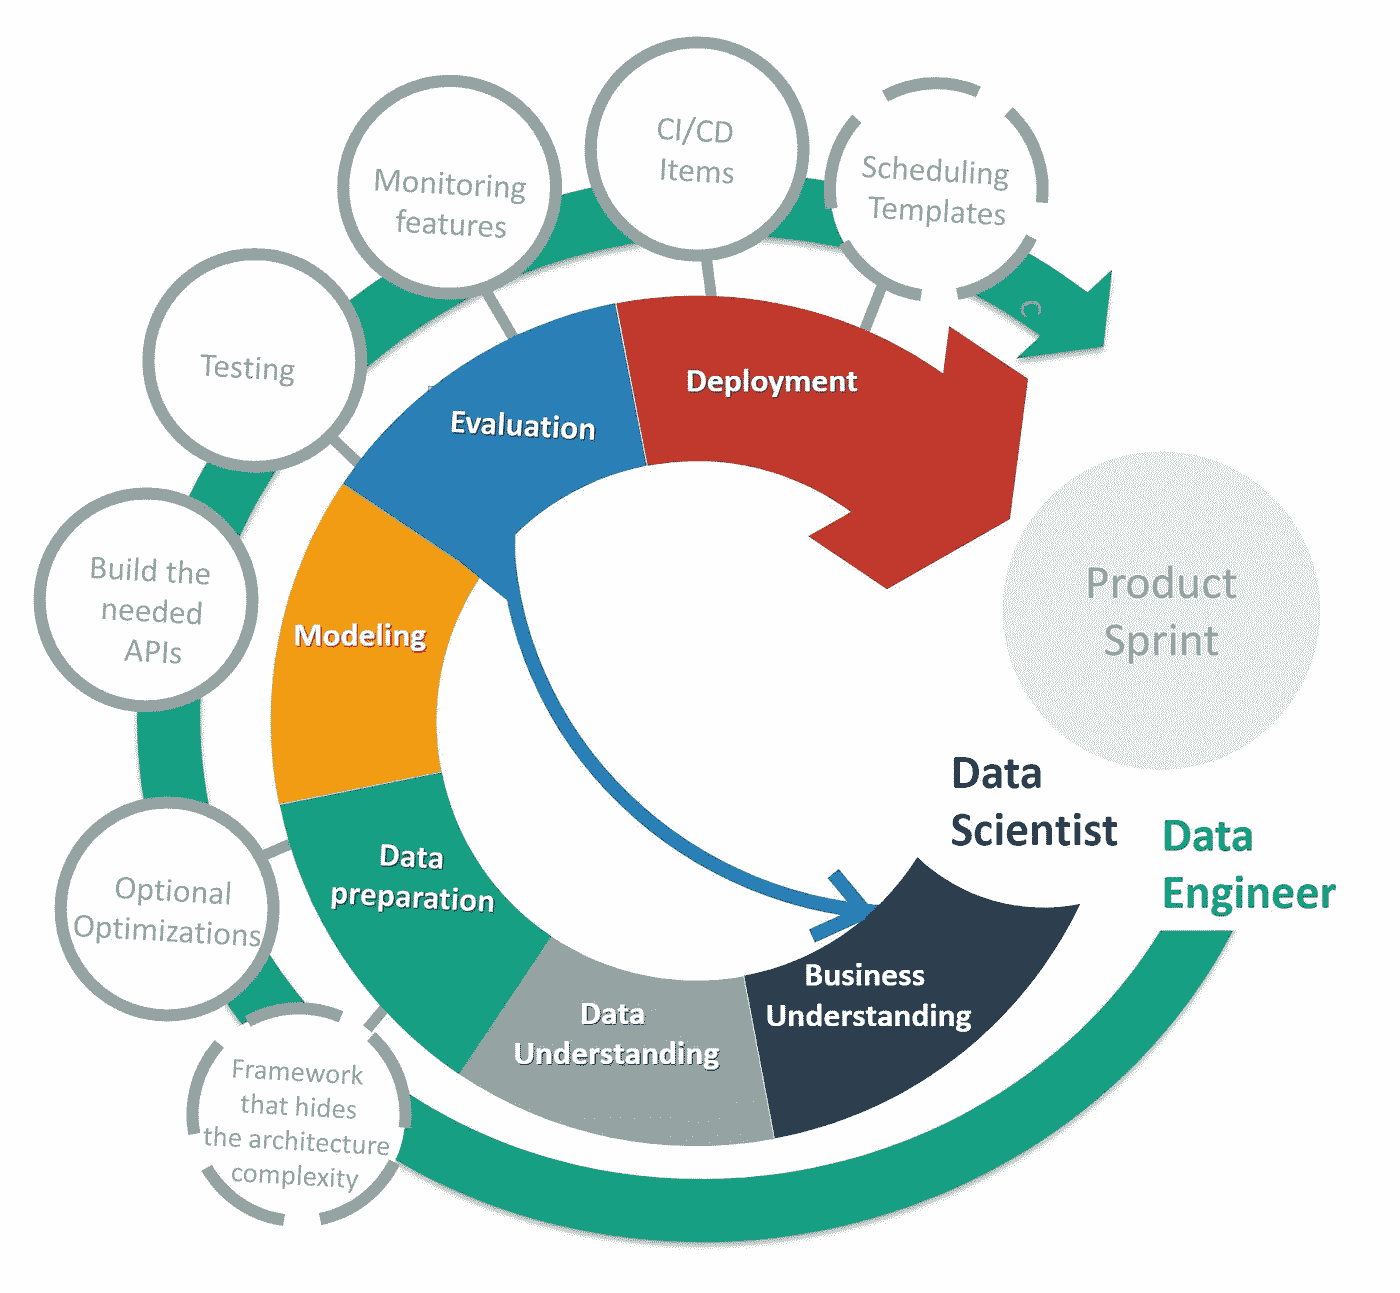 CI/CD
Items
Scheduling
Templates
Monitoring
features
Testing
Deployment
Evaluation
Build the
needed
APIs
Modeling
Product
Sprint
Data
Scientist
Data
Engineer
Optional
Optimizations
Data
preparation
Business
Understanding
Data
Understanding
Framework
that hides
the architecture
complexity
C